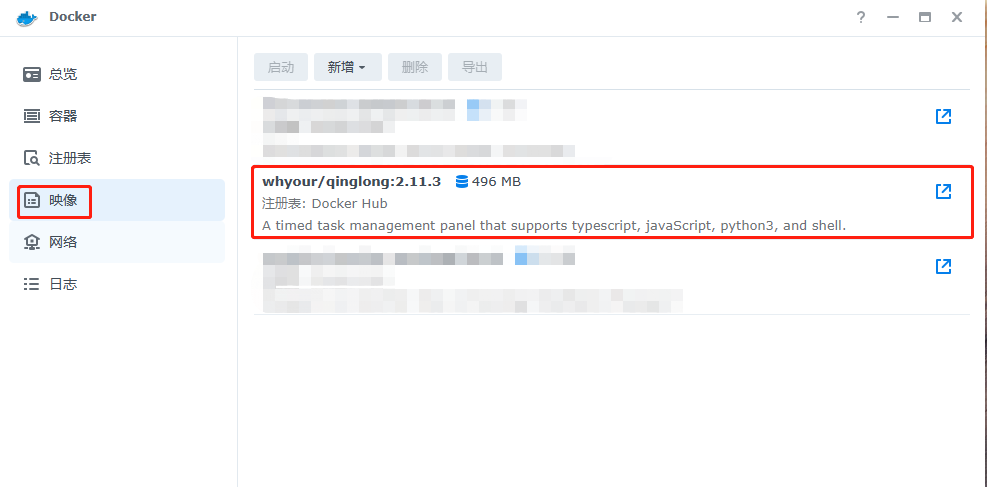 Docker
总览
容器
注册表
映像
网络
日志
启动 新增 删除 导出
whyour/qinglong:2.11.3 496 MB
注册表: Docker Hub
A timed task management panel that supports typescript, javaScript, python3, and shell.